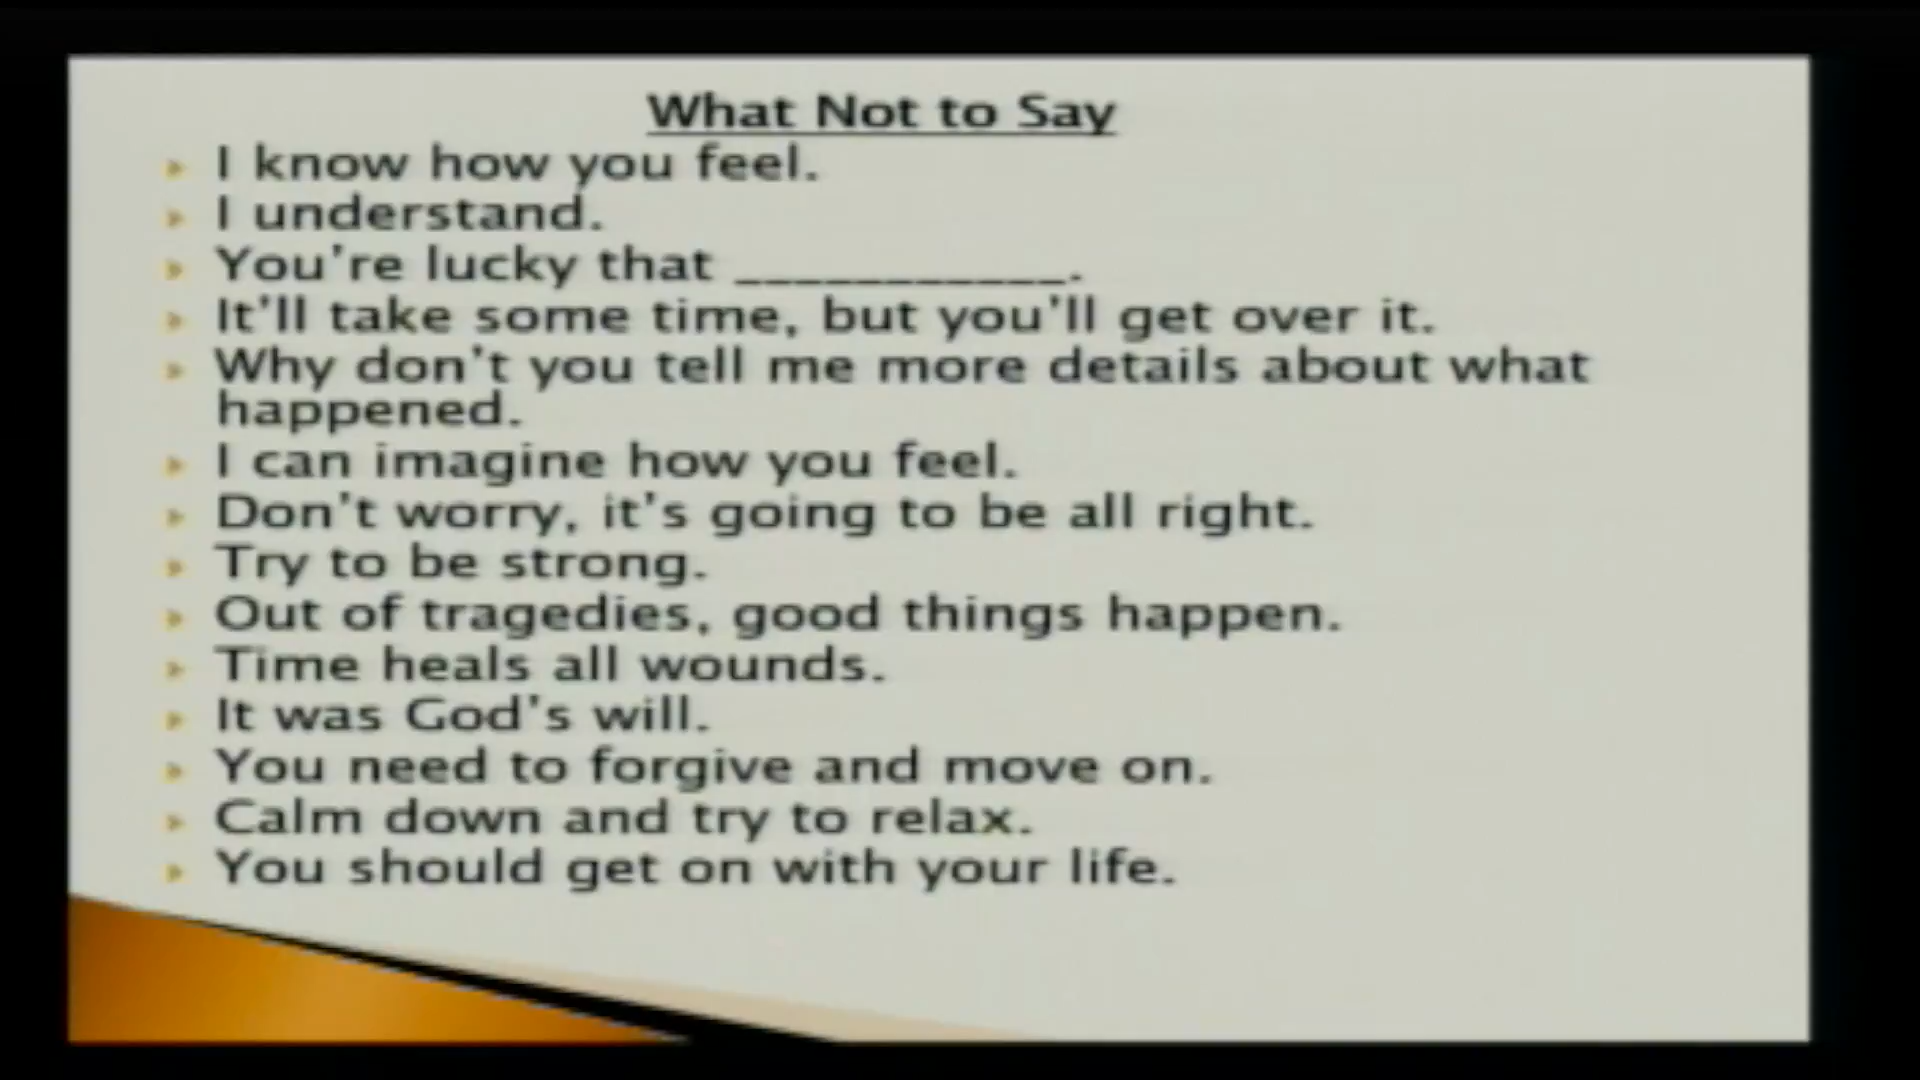 What Not to Say
I know how you feel.
I understand.
You're lucky that ___________.
It'll take some time, but you'll get over it.
Why don't you tell me more details about what
happened.
I can imagine how you feel.
Don't worry, it's going to be all right.
Try to be strong.
Out of tragedies, good things happen.
Time heals all wounds.
It was God's will.
You need to forgive and move on.
Calm down and try to relax.
You should get on with your life.